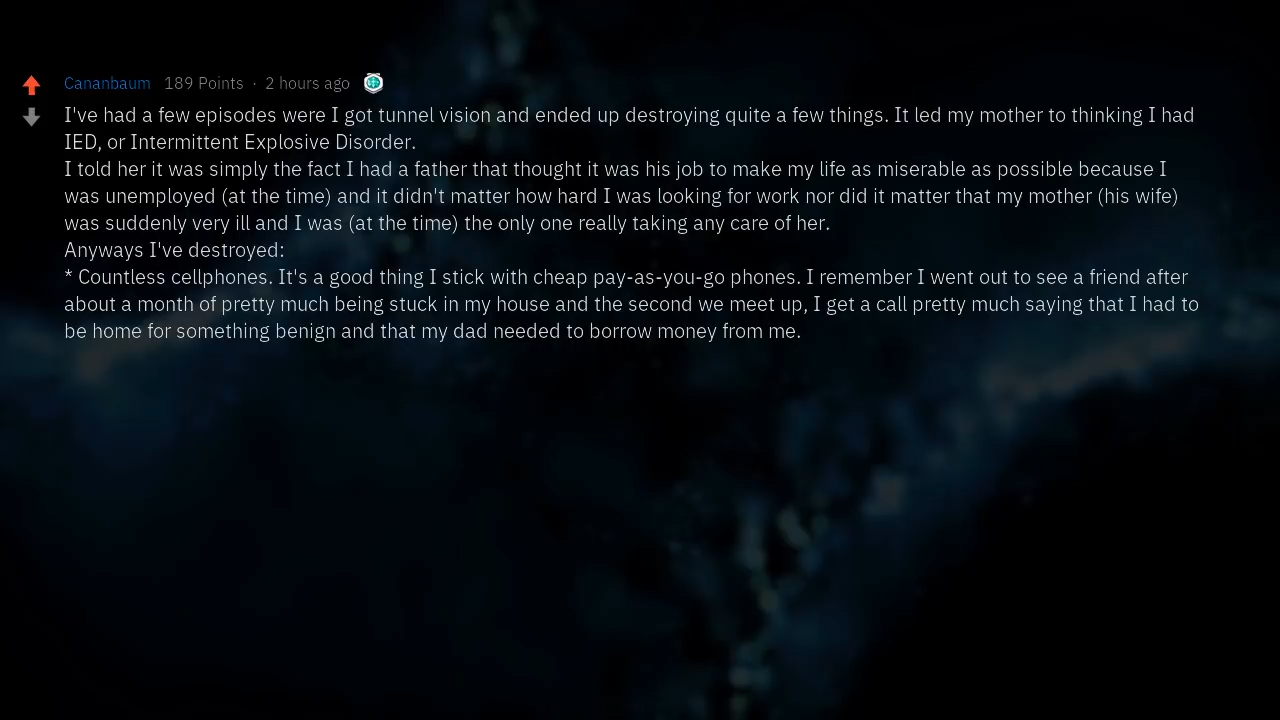 Cananbaum 189 Points · 2 hours ago
I've had a few episodes were I got tunnel vision and ended up destroying quite a few things. It led my mother to thinking I had
IED, or Intermittent Explosive Disorder.
I told her it was simply the fact I had a father that thought it was his job to make my life as miserable as possible because I
was unemployed (at the time) and it didn't matter how hard I was looking for work nor did it matter that my mother (his wife)
was suddenly very ill and I was (at the time) the only one really taking any care of her.
Anyways I've destroyed:
* Countless cellphones. It's a good thing I stick with cheap pay-as-you-go phones. I remember I went out to see a friend after
about a month of pretty much being stuck in my house and the second we meet up, I get a call pretty much saying that I had to
be home for something benign and that my dad needed to borrow money from me.